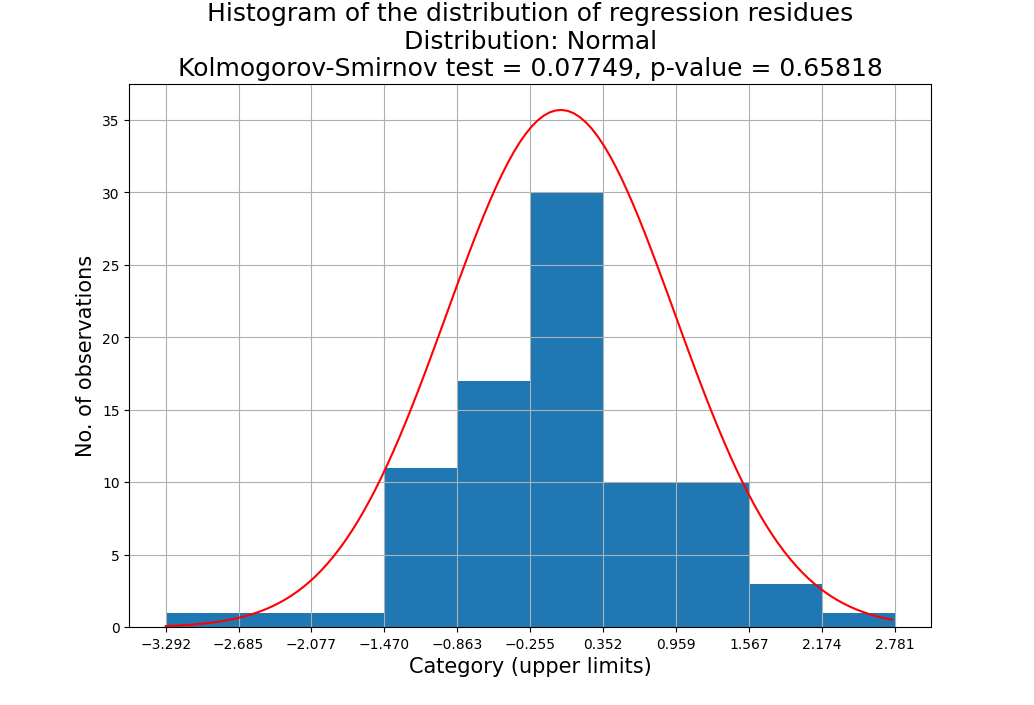 Histogram of the distribution of regression residues
Distribution: Normal
Kolmogorov-Smirnov test = 0.07749, p-value = 0.65818
No. of observations
35
30
25
20
15
10
5
0
−3.292 −2.685 −2.077 −1.470 −0.863 −0.255 0.352 0.959 1.567 2.174 2.781
Category (upper limits)